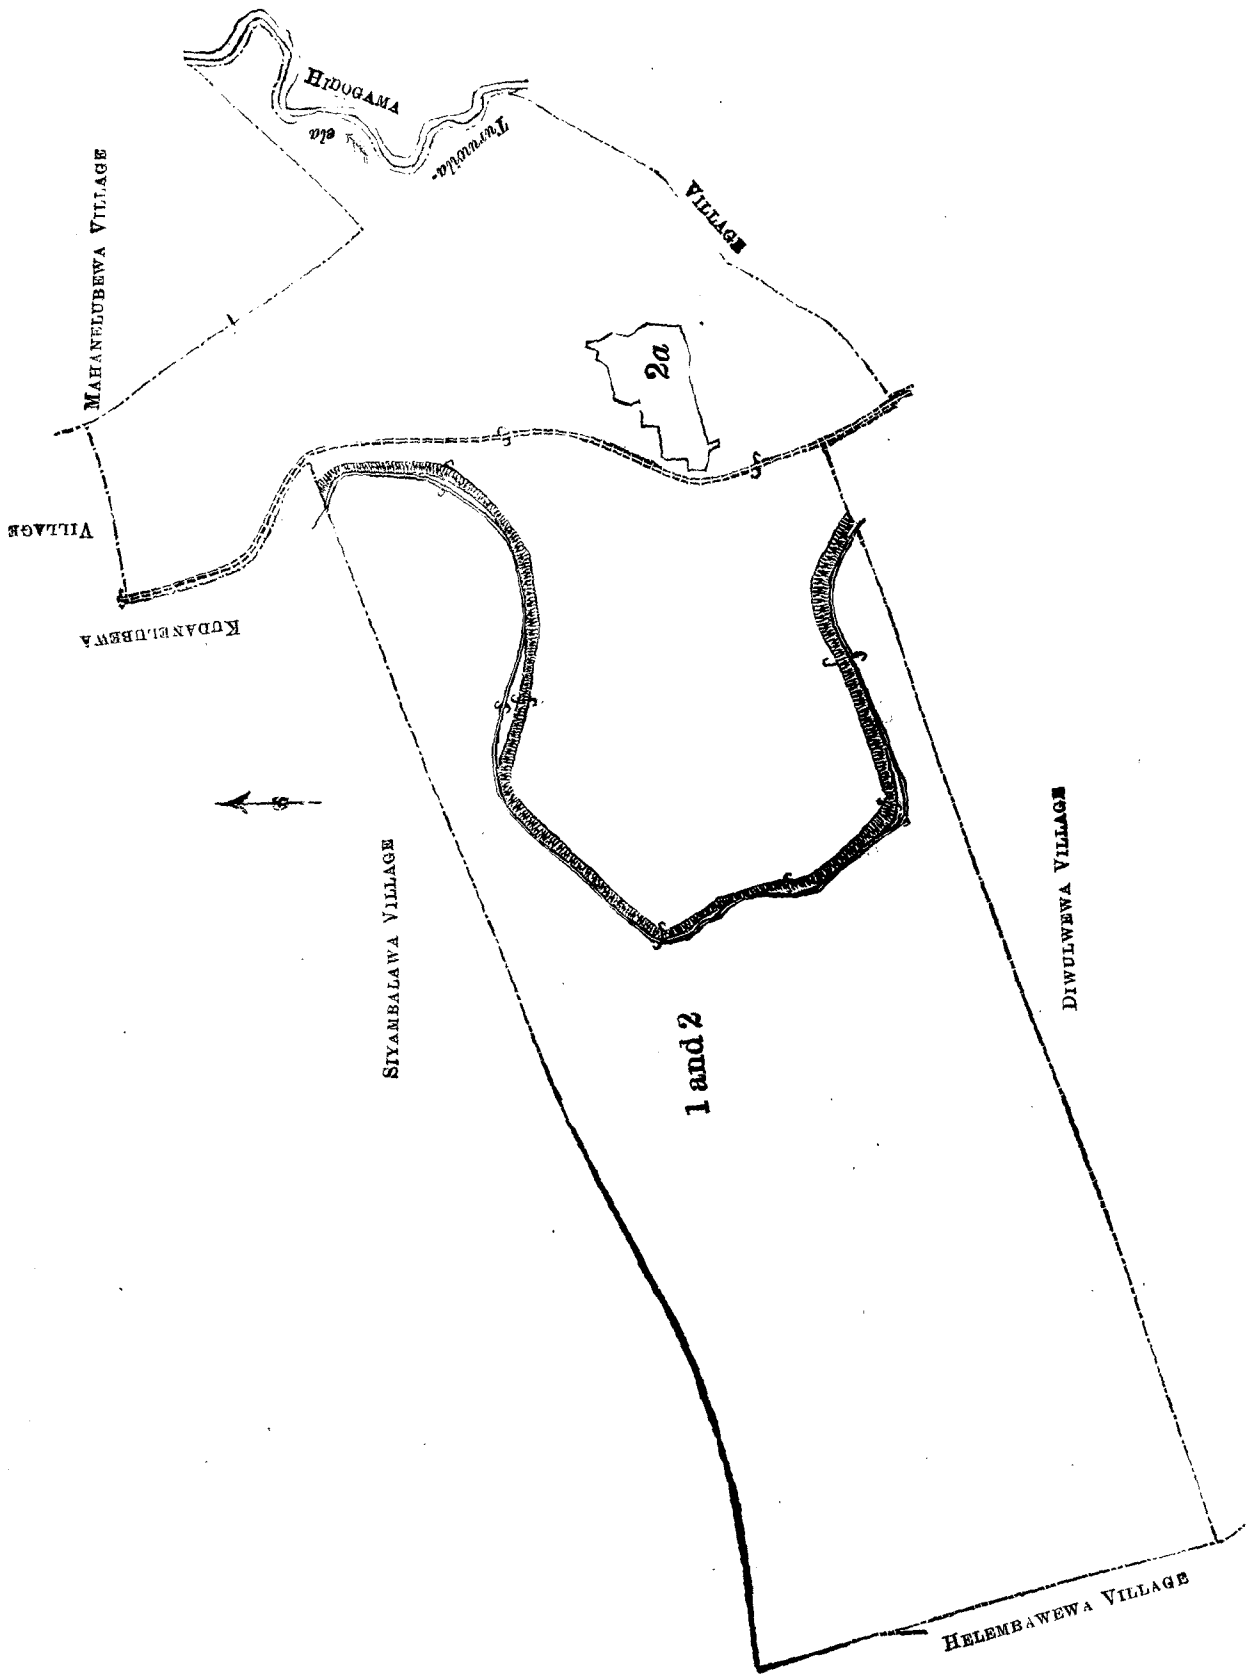 HIDOGAMA
VILLAGE
Turuwila-
ela
MAHANELUBEWA VILLAGE
KUDANELUBEWA
VILLAGE
2a
SIYAMBALAWA VILLAGE
1 and 2
DIWULWEWA VILLAGE
HELEMBAWEWA VILLAGE